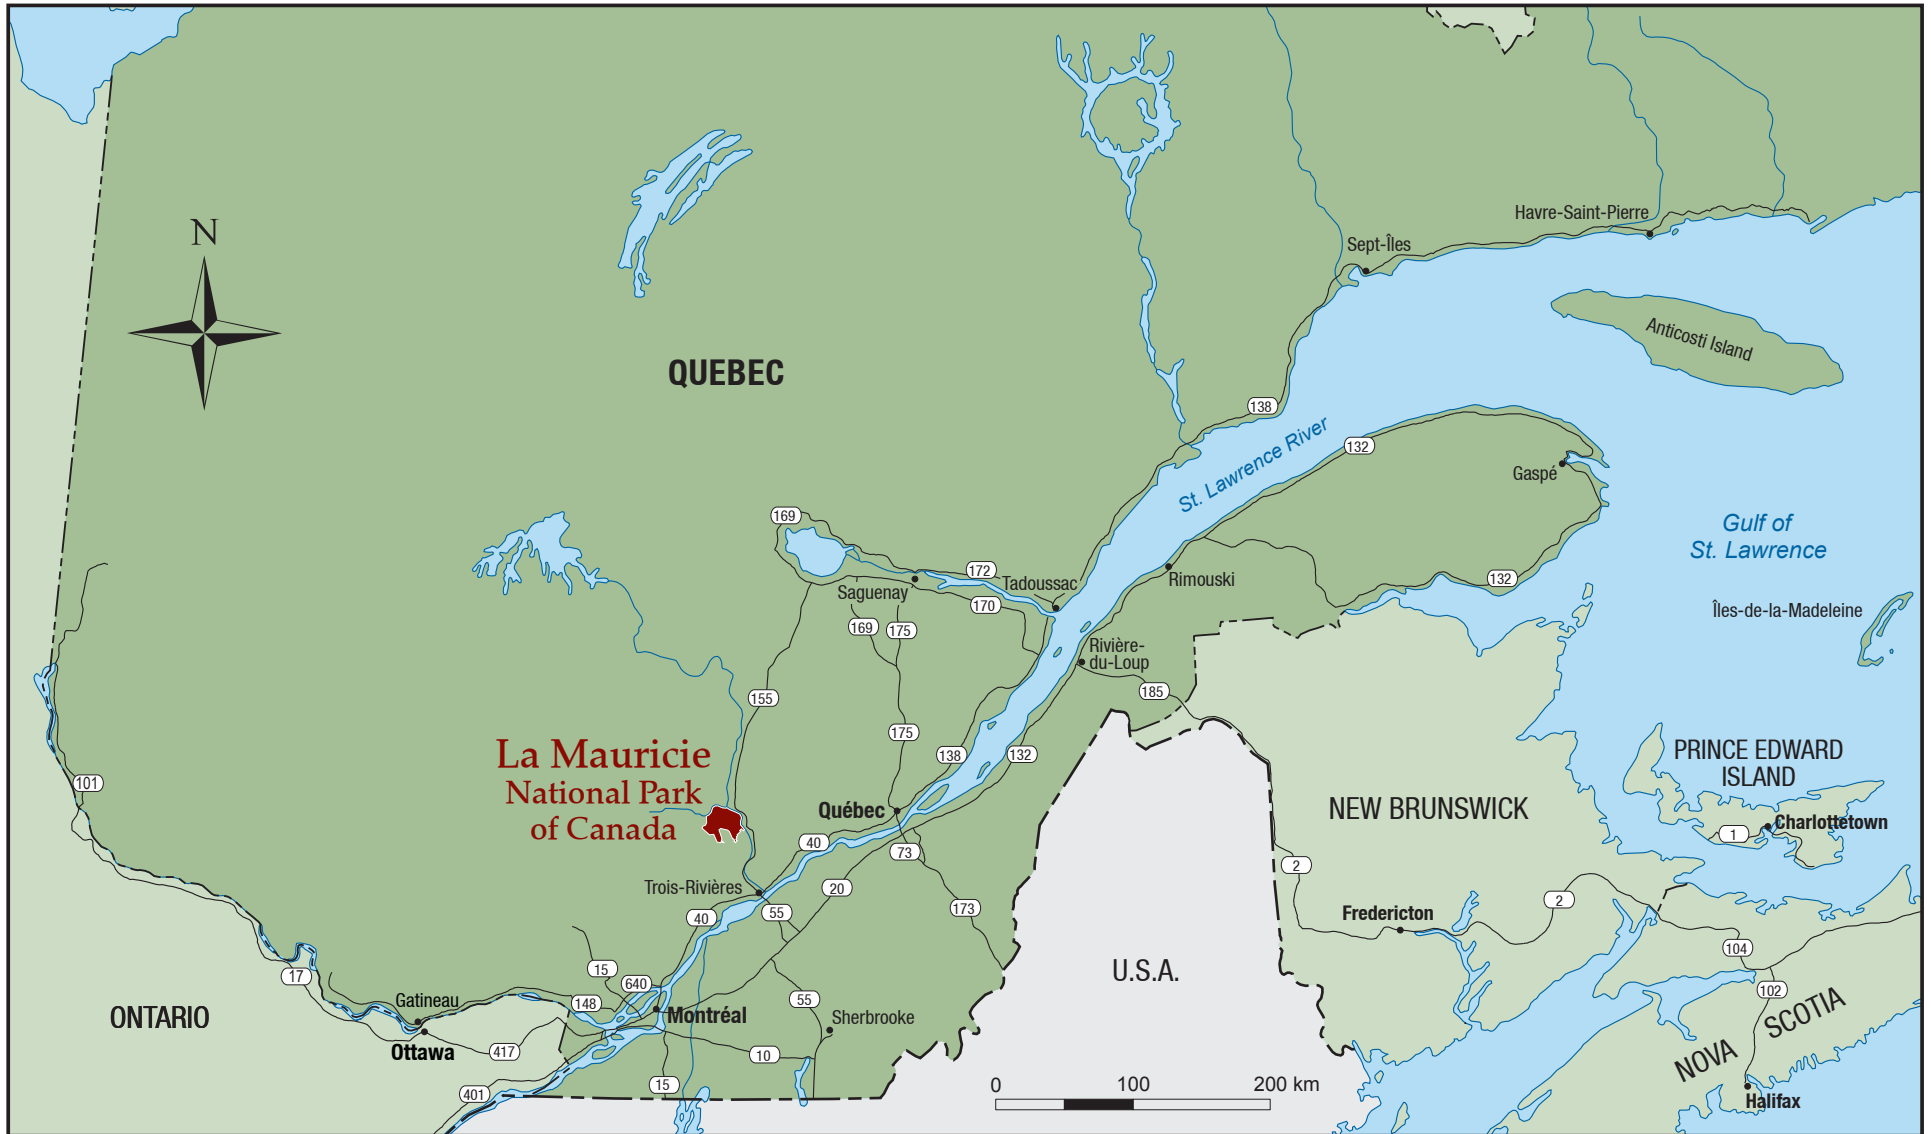 N
QUEBEC
Havre-Saint-Pierre
Sept-Îles
Anticosti Island
138
St. Lawrence River
132
Gaspé
Gulf of
St. Lawrence
169
172
Tadoussac
Rimouski
132
Saguenay
170
Îles-de-la-Madeleine
169
175
Rivière-
du-Loup
185
155
175
138
132
La Mauricie
National Park
of Canada
101
Québec
40
73
20
Trois-Rivières
40
55
173
PRINCE EDWARD
ISLAND
NEW BRUNSWICK
1
Charlottetown
2
2
Fredericton
104
102
U.S.A.
15
640
17
Gatineau
148
Montréal
55
Sherbrooke
ONTARIO
Ottawa
417
10
15
401
NOVA SCOTIA
Halifax
0 100 200 km